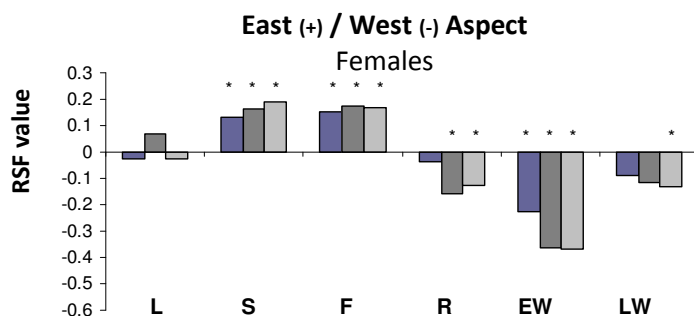 East (+) / West (-) Aspect
Females
RSF value
0.3
0.2
0.1
0
-0.1
-0.2
-0.3
-0.4
-0.5
-0.6
* * * * * *
* * * * * *
L S F R EW LW